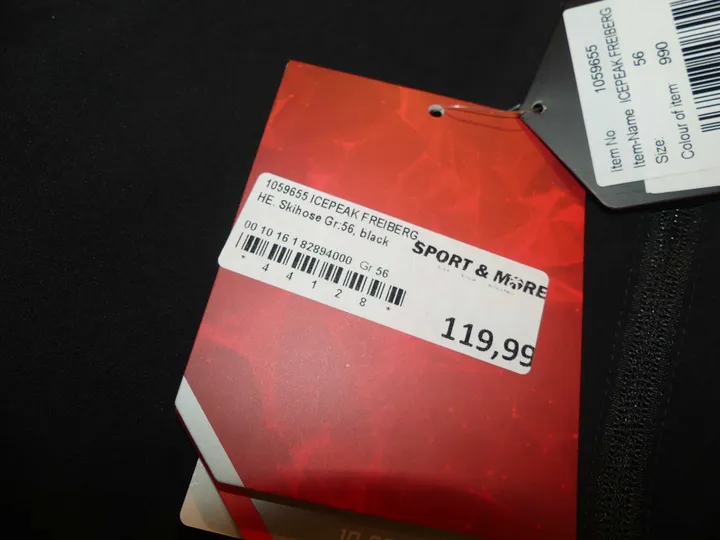 1059655 ICEPEAK FREIBERG
HE. Skihose Gr:56, black
00 10 16 1 82894000 Gr 56
SPORT & MORE
* 4 4 1 2 8 *
119,99
Item No 1059655
Item-Name ICEPEAK FREIBERG
Size: 56
Colour of item: 990